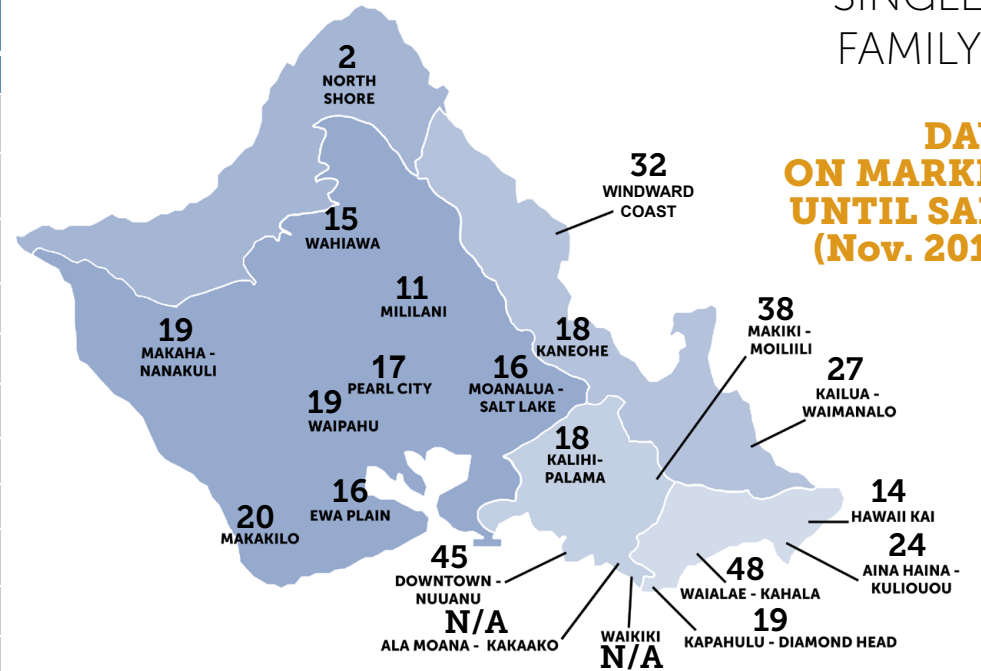 SINGLE
FAMILY
ON
UNTIL
(Nov.
2
NORTH
SHORE
32
WINDWARD
COAST
15
WAHIAWA
11
MILILANI
19
MAKAHA -
NANAKULI
18
KANEOHE
38
MAKIKI -
MOILIILI
17
PEARL CITY
16
MOANALUA -
SALT LAKE
27
KAILUA -
WAIMANALO
19
WAIPAHU
18
KALIHI-
PALAMA
16
EWA PLAIN
20
MAKAKILO
14
HAWAII KAI
24
AINA HAINA -
KULIOUOU
45
DOWNTOWN -
NUUANU
48
WAIALAE - KAHALA
N/A
ALA MOANA - KAKAAKO
19
KAPAHULU - DIAMOND HEAD
WAIKIKI
N/A